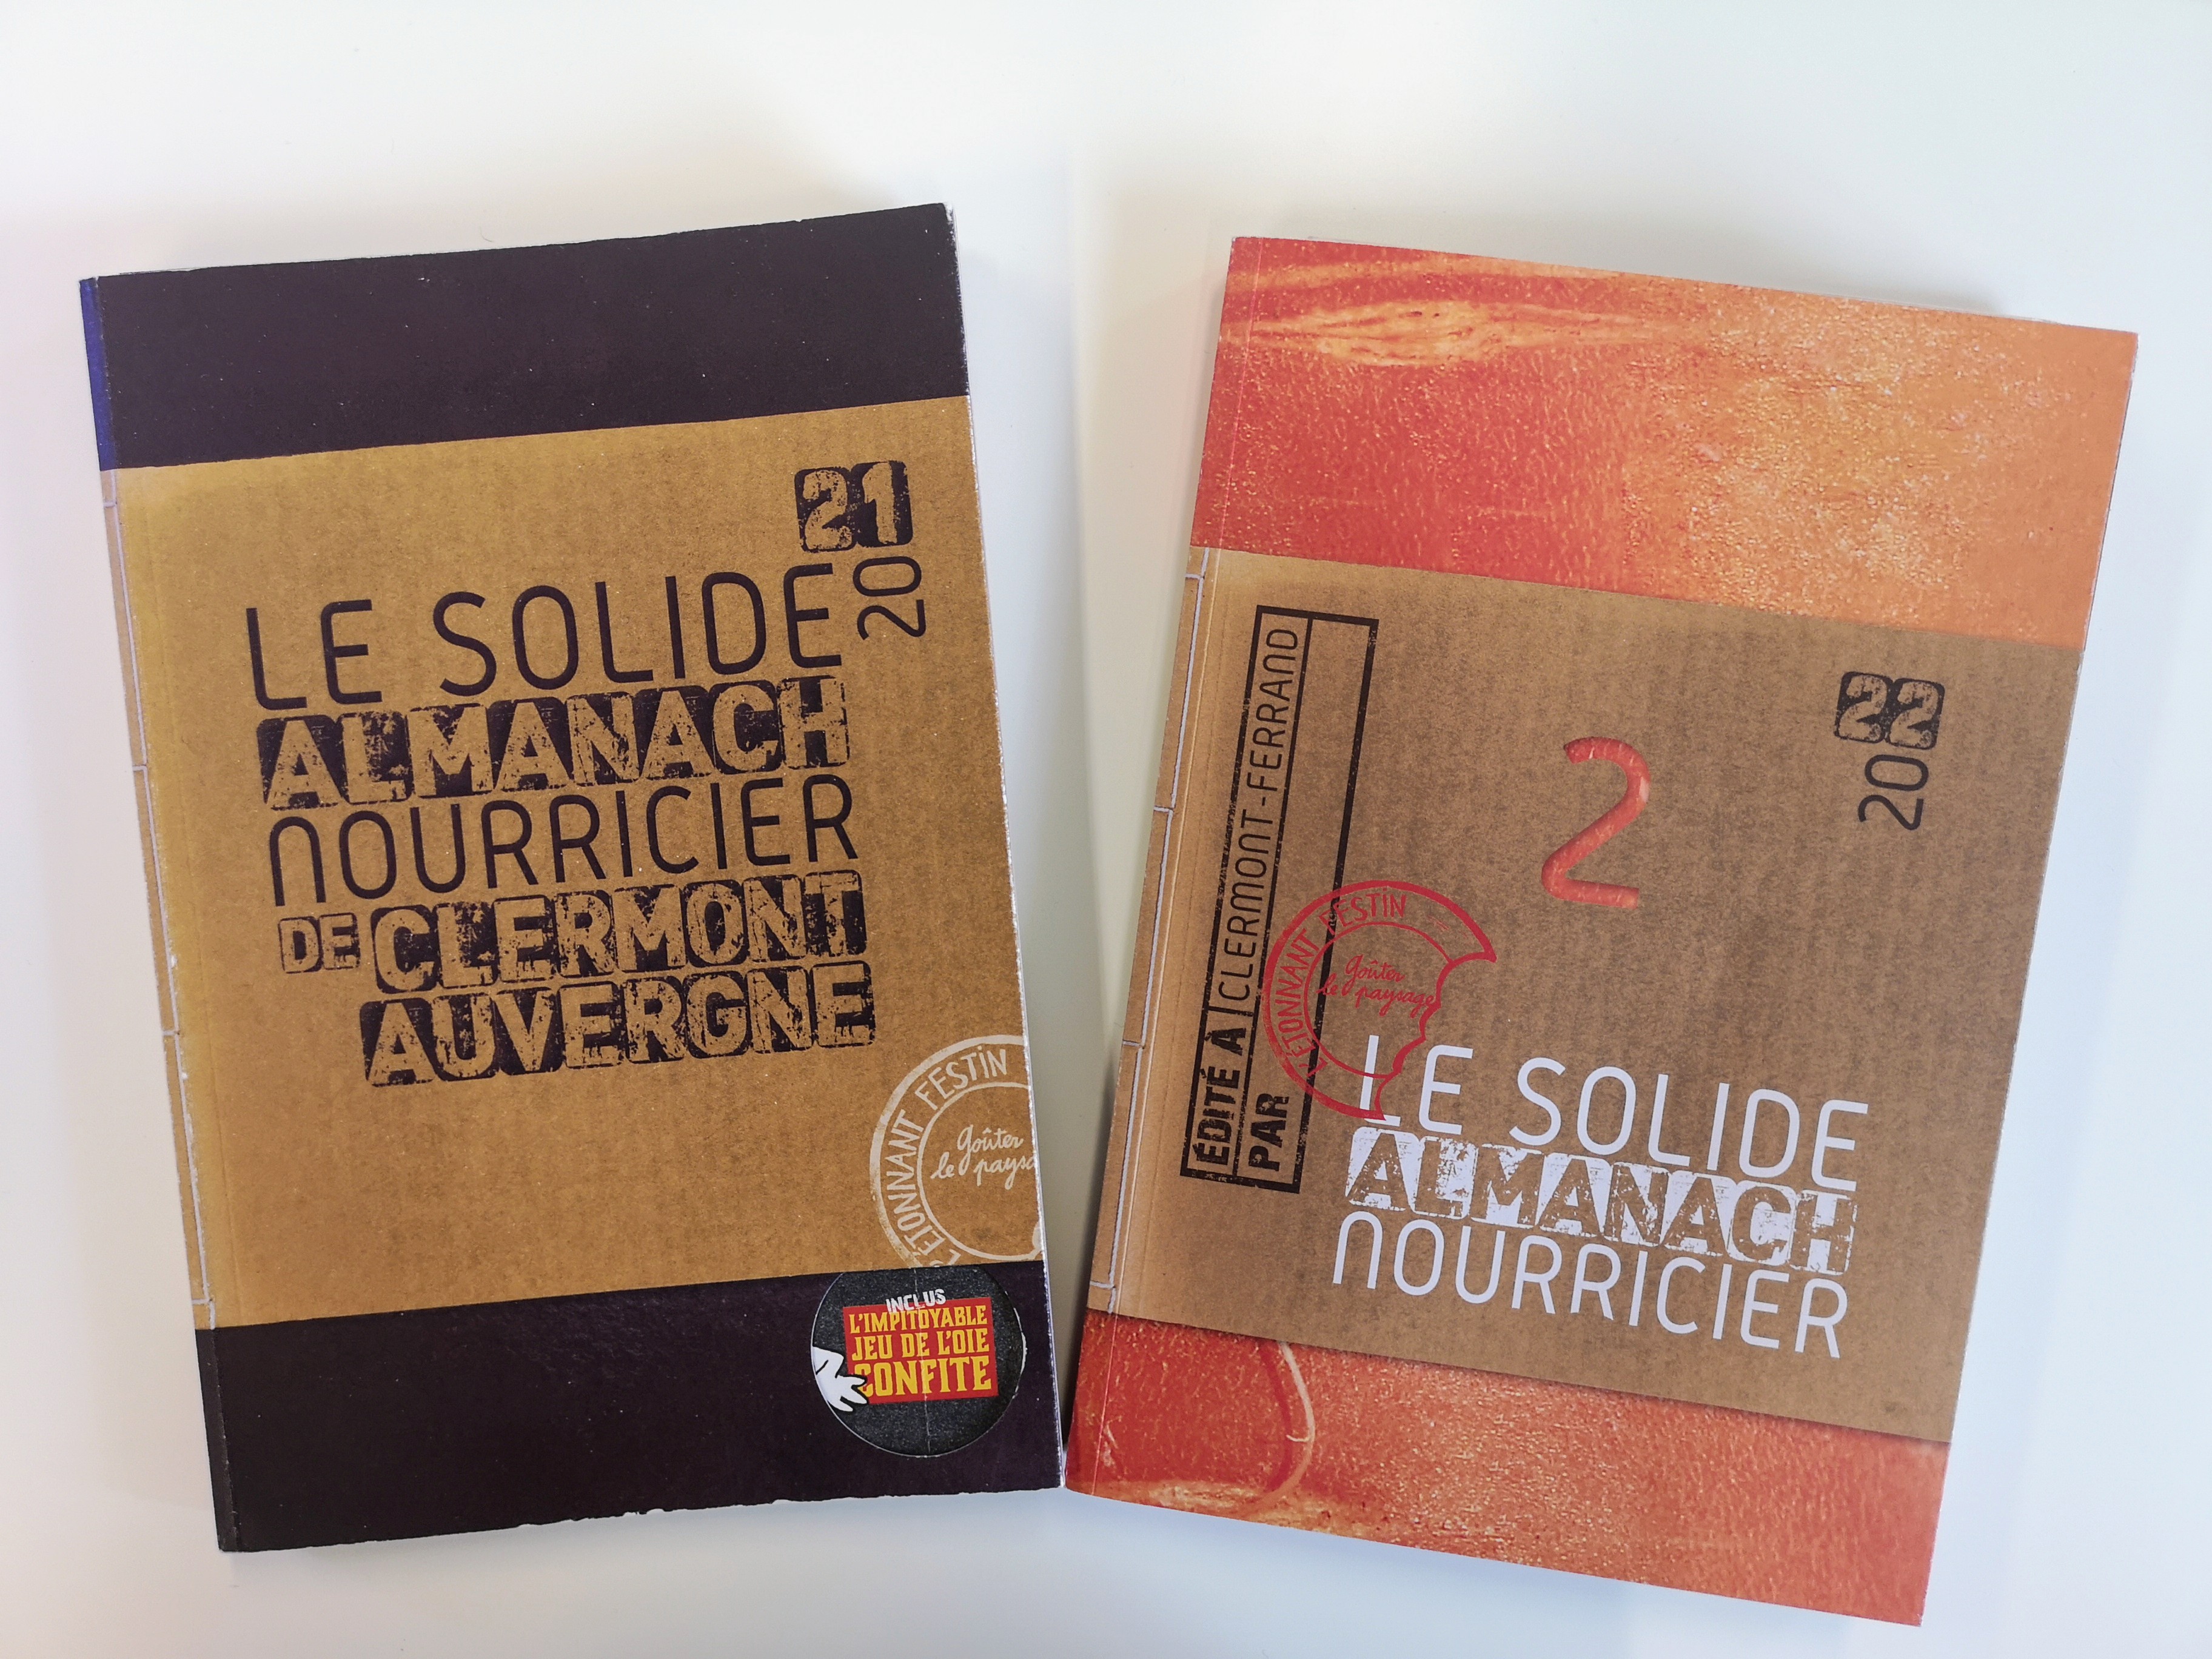 21
20
LE SOLIDE
ALMANACH
NOURRICIER
DE CLERMONT
AUVERGNE
L'ÉTONNANT FESTIN
Goûter
le paysa
INCLUS
L'IMPITOYABLE
JEU DE L'OIE
CONFITE
22
20
2
ÉDITÉ À CLERMONT-FERRAND
PAR
L'ÉTONNANT FESTIN
Goûter
le paysage
LE SOLIDE
ALMANACH
NOURRICIER